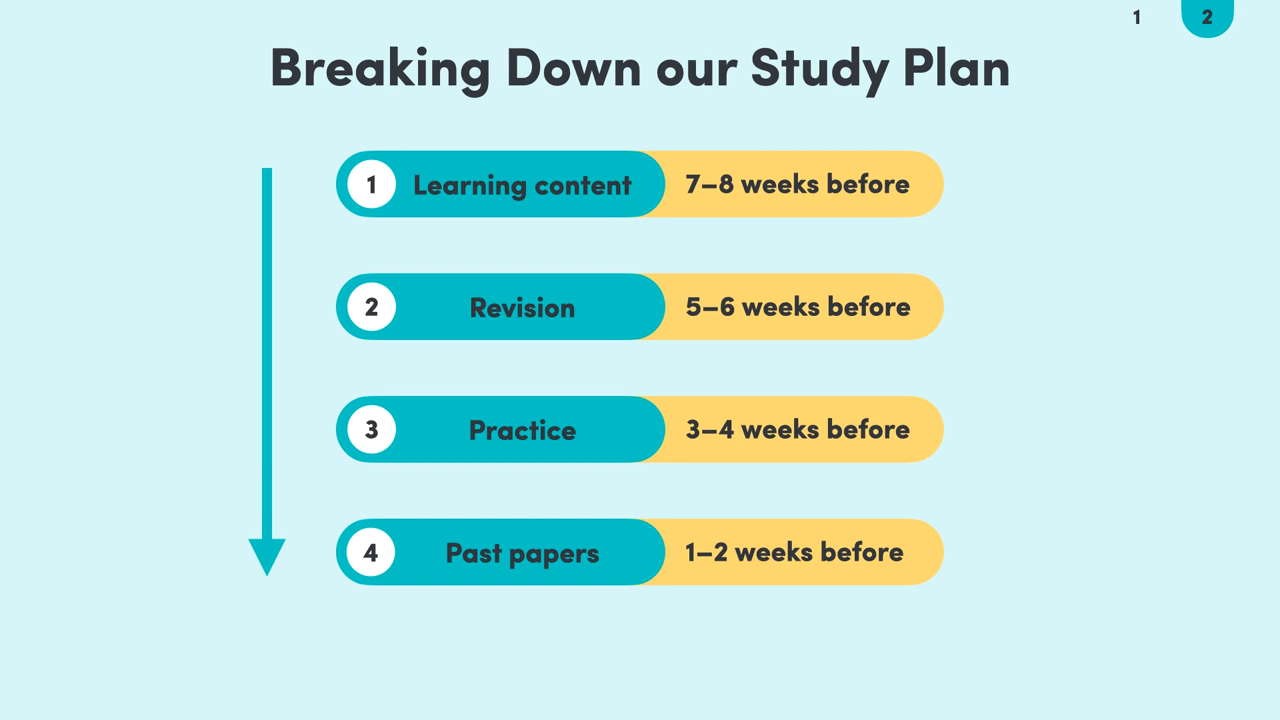 1 2
Breaking Down our Study Plan
1 Learning content 7–8 weeks before
2 Revision 5–6 weeks before
3 Practice 3–4 weeks before
4 Past papers 1–2 weeks before